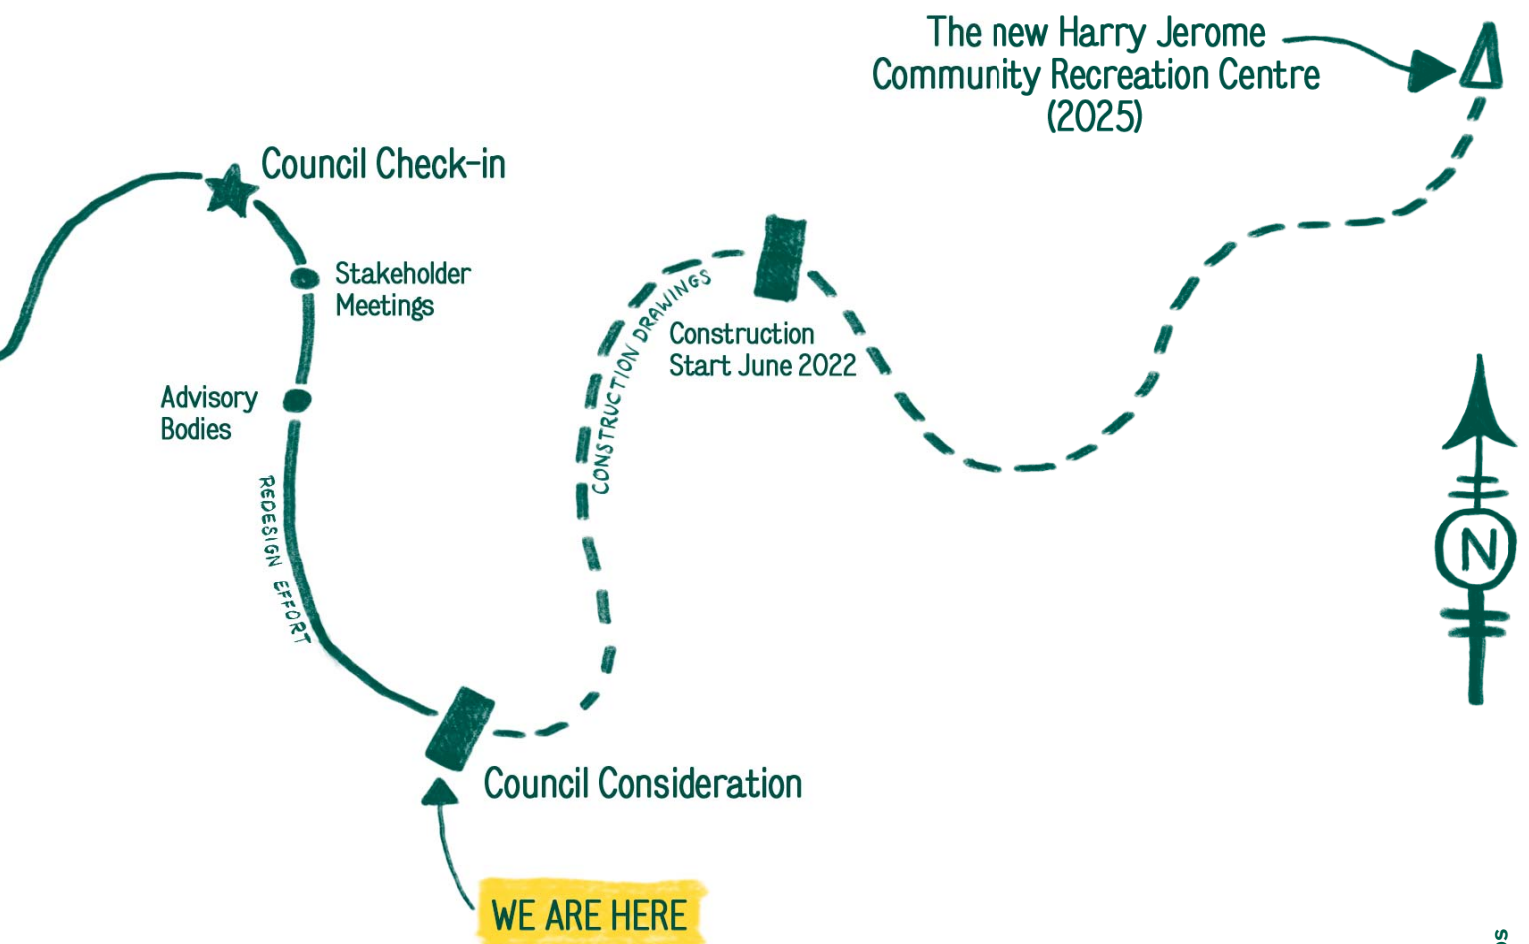 The new Harry Jerome
Community Recreation Centre
(2025)
Council Check-in
Stakeholder
Meetings
Advisory
Bodies
REDESIGN EFFORT
CONSTRUCTION DRAWINGS
Construction
Start June 2022
N
Council Consideration
WE ARE HERE